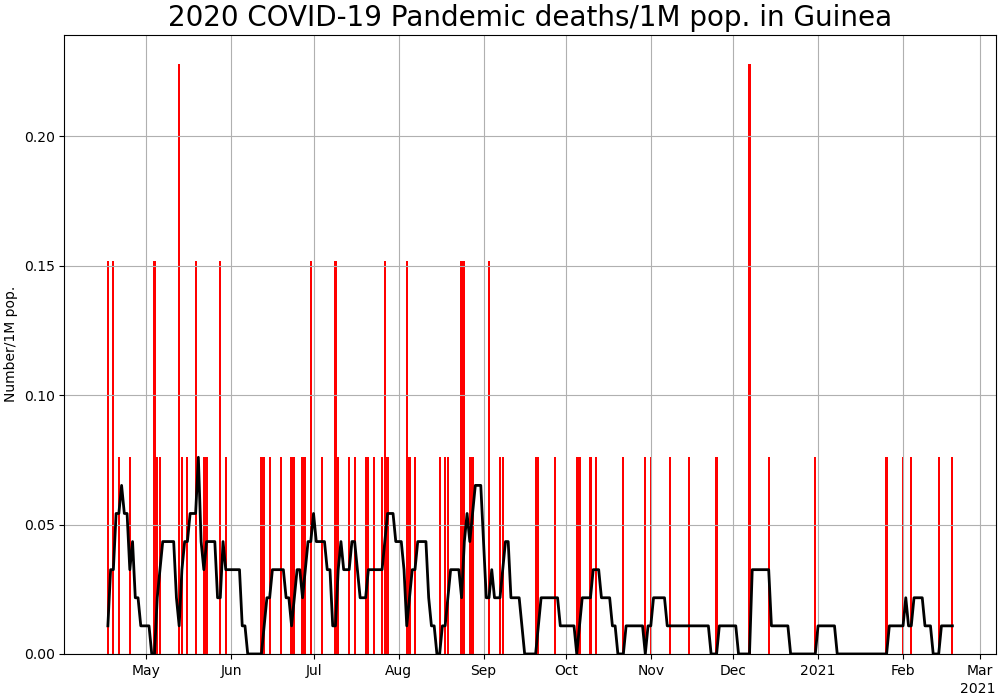 2020 COVID-19 Pandemic deaths/1M pop. in Guinea
Number/1M pop.
0.20
0.15
0.10
0.05
0.00
May Jun Jul Aug Sep Oct Nov Dec 2021 Feb Mar
2021